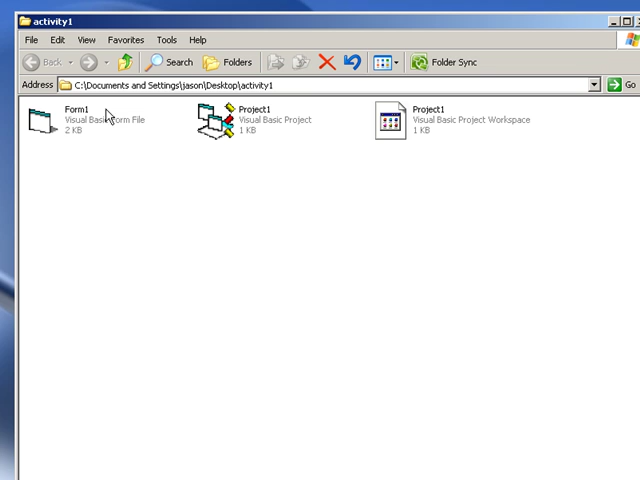 activity1
File Edit View Favorites Tools Help
Back Search Folders Folder Sync
Address C:\Documents and Settings\jason\Desktop\activity1 Go
Form1 Project1 Project1
Visual Basic Form File Visual Basic Project Visual Basic Project Workspace
2 KB 1 KB 1 KB